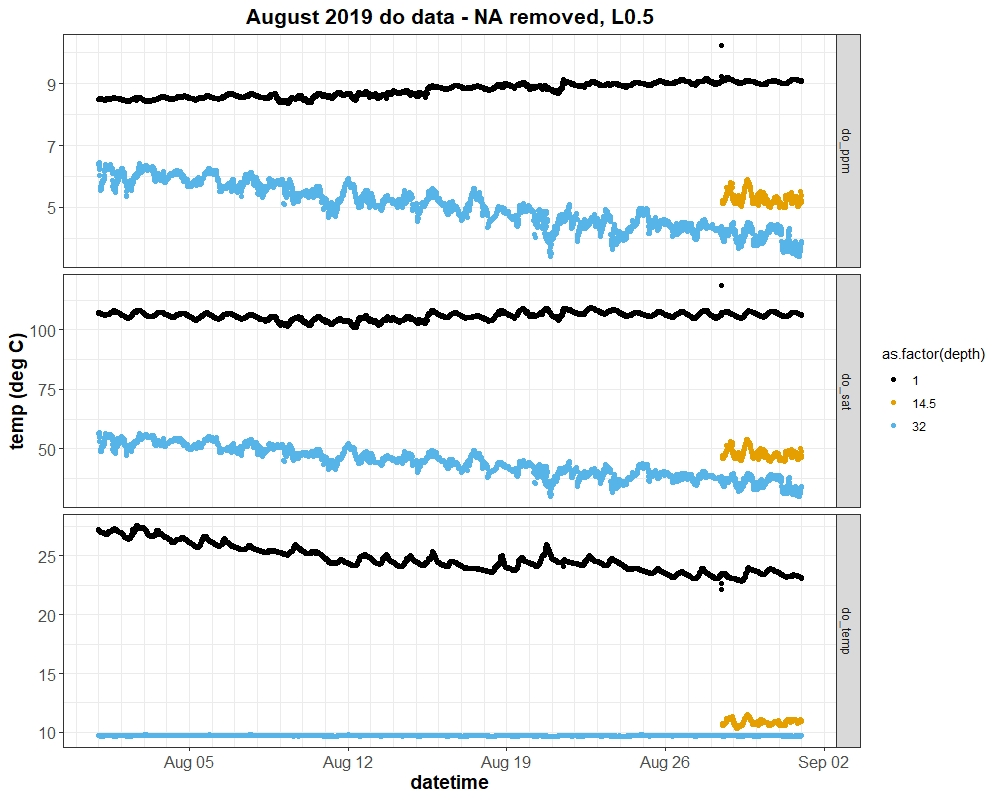 August 2019 do data - NA removed, L0.5
temp (deg C)
9
7
5
do_ppm
100
75
50
do_sat
25
20
15
10
do_temp
Aug 05
Aug 12
Aug 19
Aug 26
Sep 02
datetime
as.factor(depth)
1
14.5
32